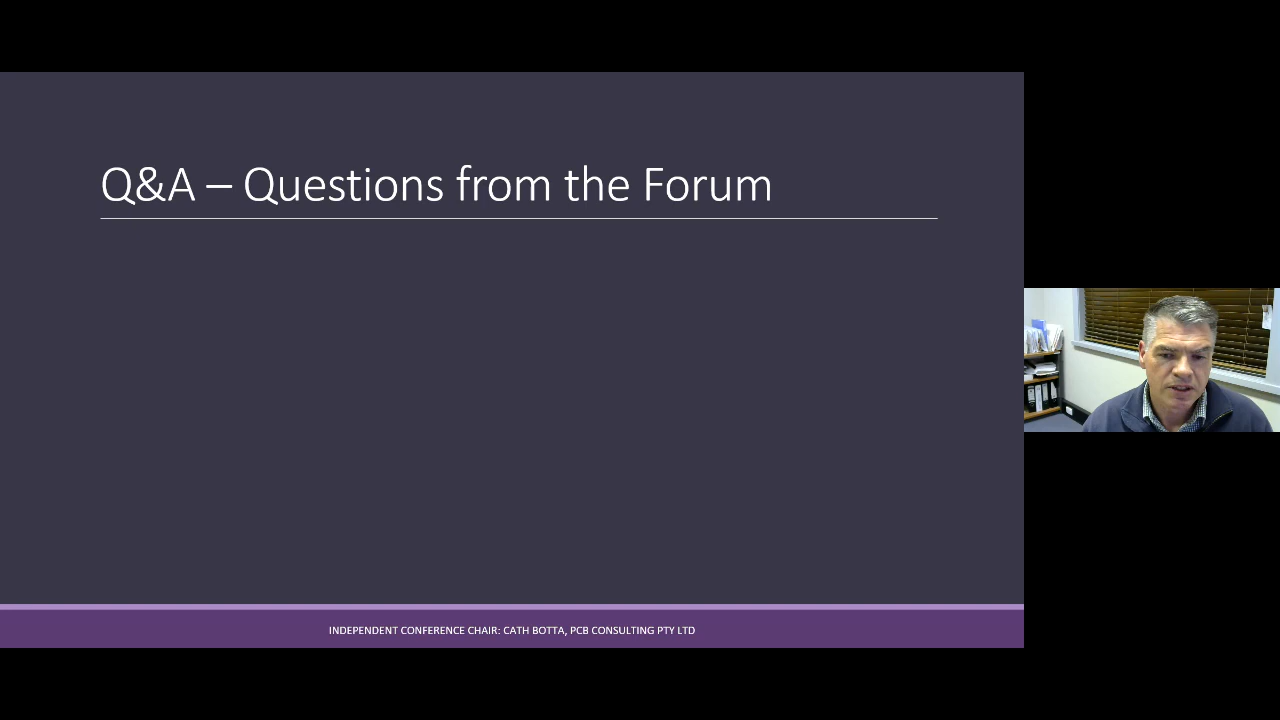 Q&A – Questions from the Forum
INDEPENDENT CONFERENCE CHAIR: CATH BOTTA, PCB CONSULTING PTY LTD